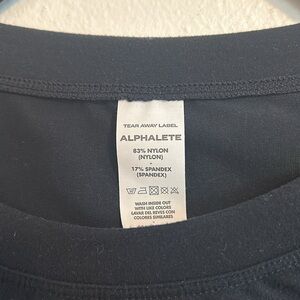 TEAR AWAY LABEL
ALPHALETE
83% NYLON
(NYLON)
-
17% SPANDEX
(SPANDEX)
WASH INSIDE OUT
WITH LIKE COLORS
LAVAR DEL REVES CON
COLORES SIMILARES